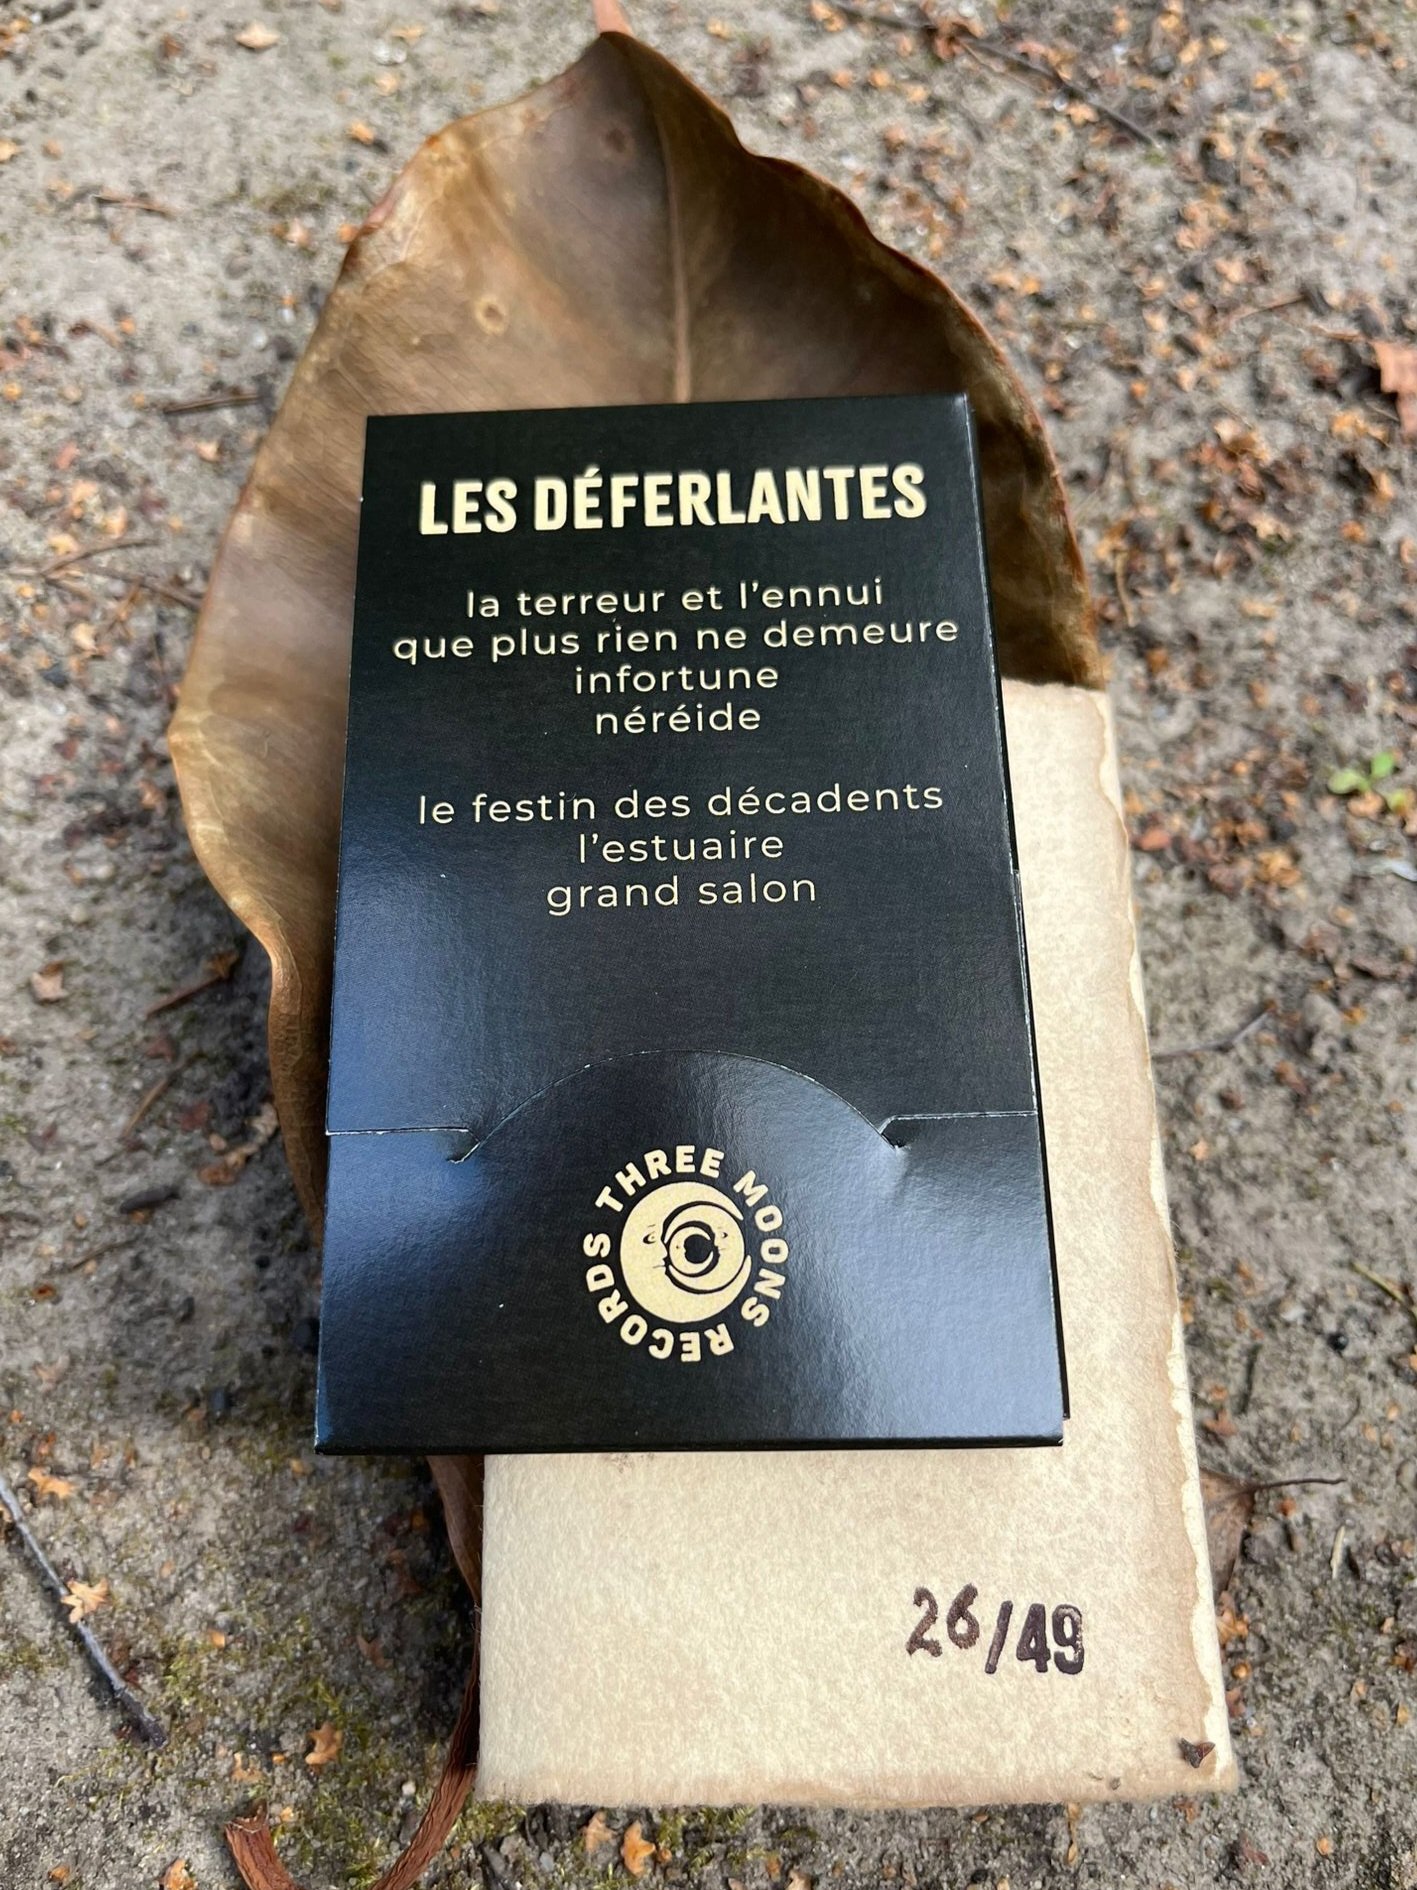 LES DÉFERLANTES
la terreur et l'ennui
que plus rien ne demeure
infortune
néréide
le festin des décadents
l'estuaire
grand salon
THREE MOONS RECORDS
26/49